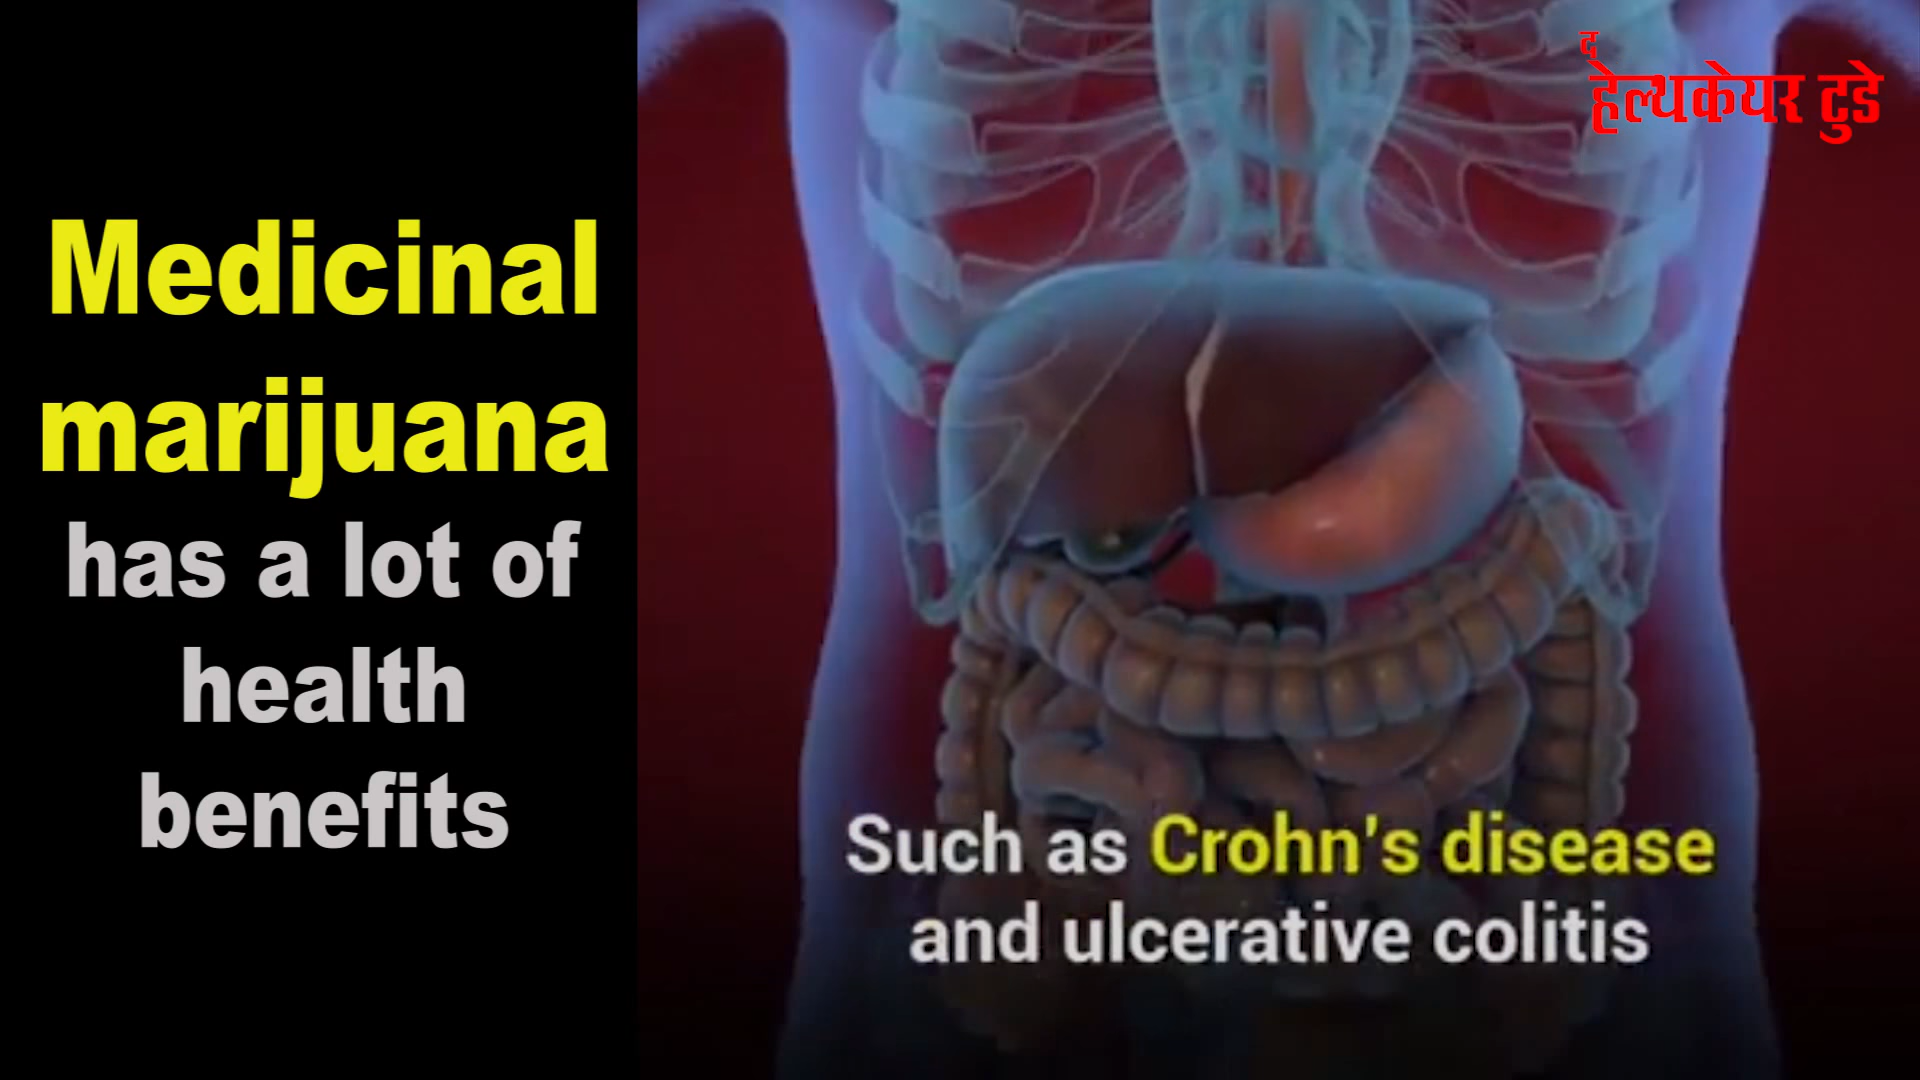 Medicinal
marijuana
has a lot of
health
benefits
द
हेल्थकेयर टुडे
Such as Crohn's disease
and ulcerative colitis